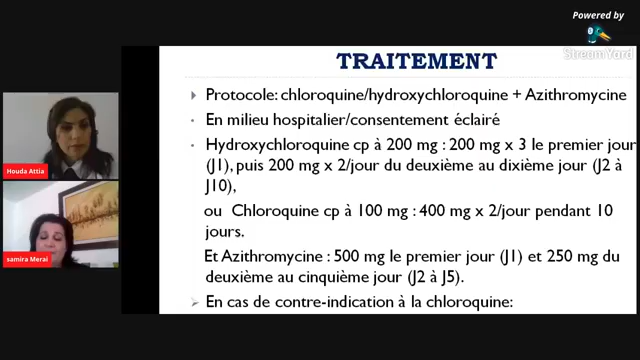 Powered by
StreamYard
TRAITEMENT
Protocole: chloroquine/hydroxychloroquine + Azithromycine
En milieu hospitalier/consentement éclairé
Hydroxychloroquine cp à 200 mg : 200 mg x 3 le premier jour
(J1), puis 200 mg x 2/jour du deuxième au dixième jour (J2 à
J10),
ou Chloroquine cp à 100 mg : 400 mg x 2/jour pendant 10
jours.
Et Azithromycine : 500 mg le premier jour (J1) et 250 mg du
deuxième au cinquième jour (J2 à J5).
En cas de contre-indication à la chloroquine:
Houda Attia
samira Merai